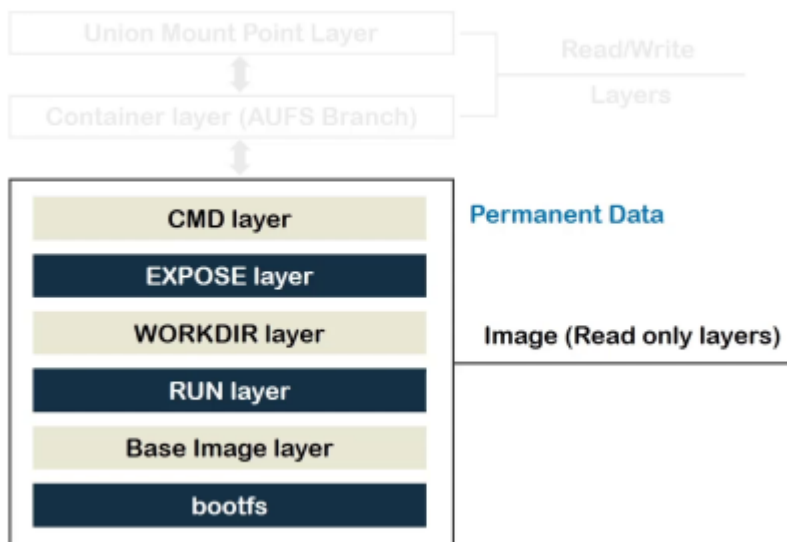 Union Mount Point Layer
Read/Write
Layers
Container layer (AUFS Branch)
CMD layer
Permanent Data
EXPOSE layer
WORKDIR layer
Image (Read only layers)
RUN layer
Base Image layer
bootfs